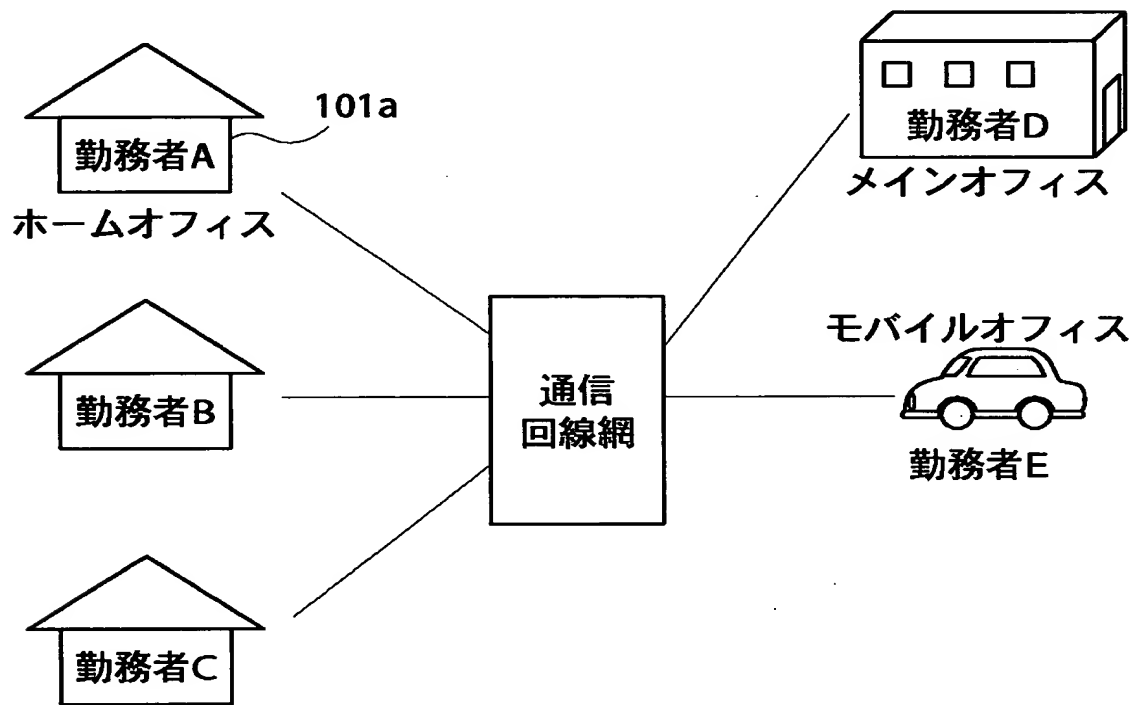 101a
勤務者A
ホームオフィス
勤務者B
勤務者C
通信
回線網
勤務者D
メインオフィス
モバイルオフィス
勤務者E